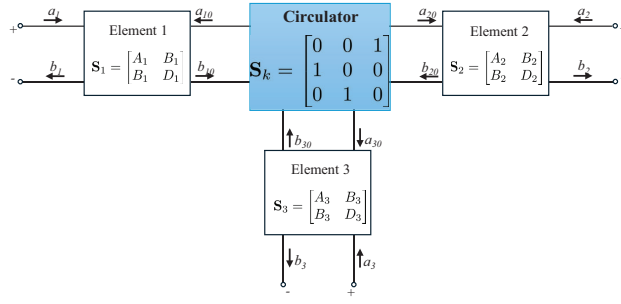 a₁ a₁₀ Circulator a₂₀ a₂
+
Element 1 Element 2
S₁ = [A₁ B₁; B₁ D₁] Sₖ = [0 0 1; 1 0 0; 0 1 0] S₂ = [A₂ B₂; B₂ D₂]
- b₁ b₁₀ b₂₀ b₂
b₃₀ a₃₀
Element 3
S₃ = [A₃ B₃; B₃ D₃]
b₃ a₃
- +